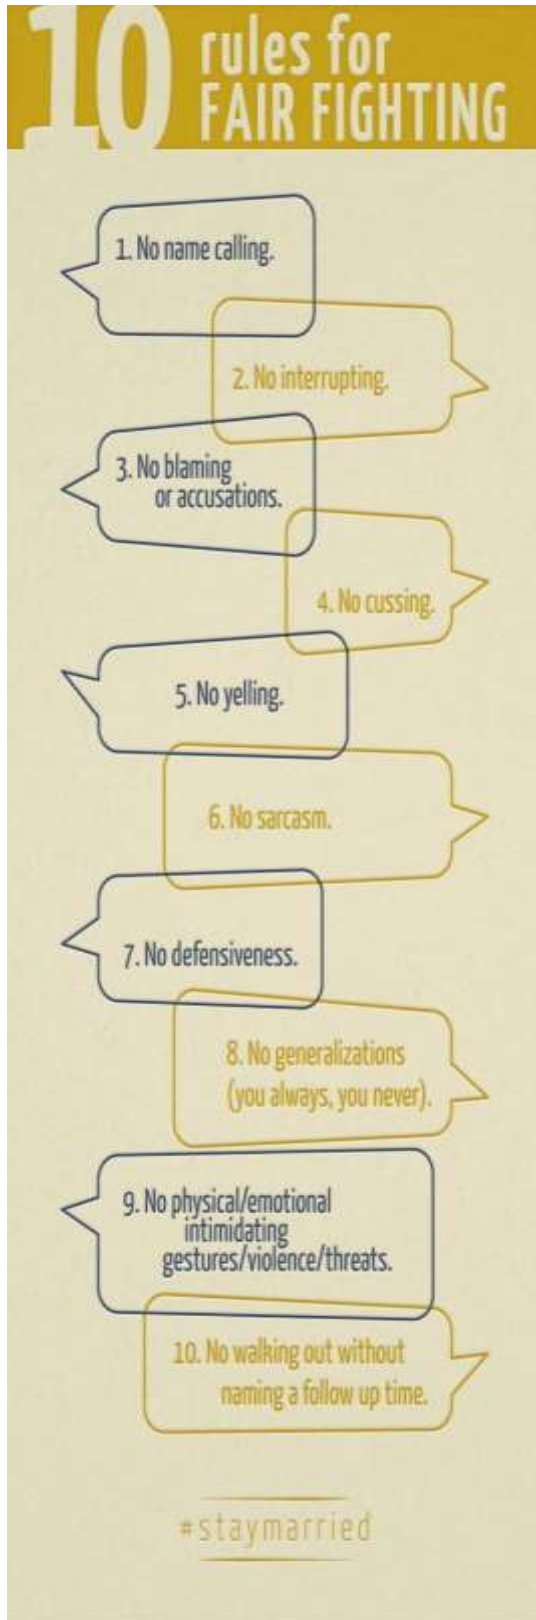 10 rules for
FAIR FIGHTING
1. No name calling.
2. No interrupting.
3. No blaming
or accusations.
4. No cussing.
5. No yelling.
6. No sarcasm.
7. No defensiveness.
8. No generalizations
(you always, you never).
9. No physical/emotional
intimidating
gestures/violence/threats.
10. No walking out without
naming a follow up time.
#staymarried